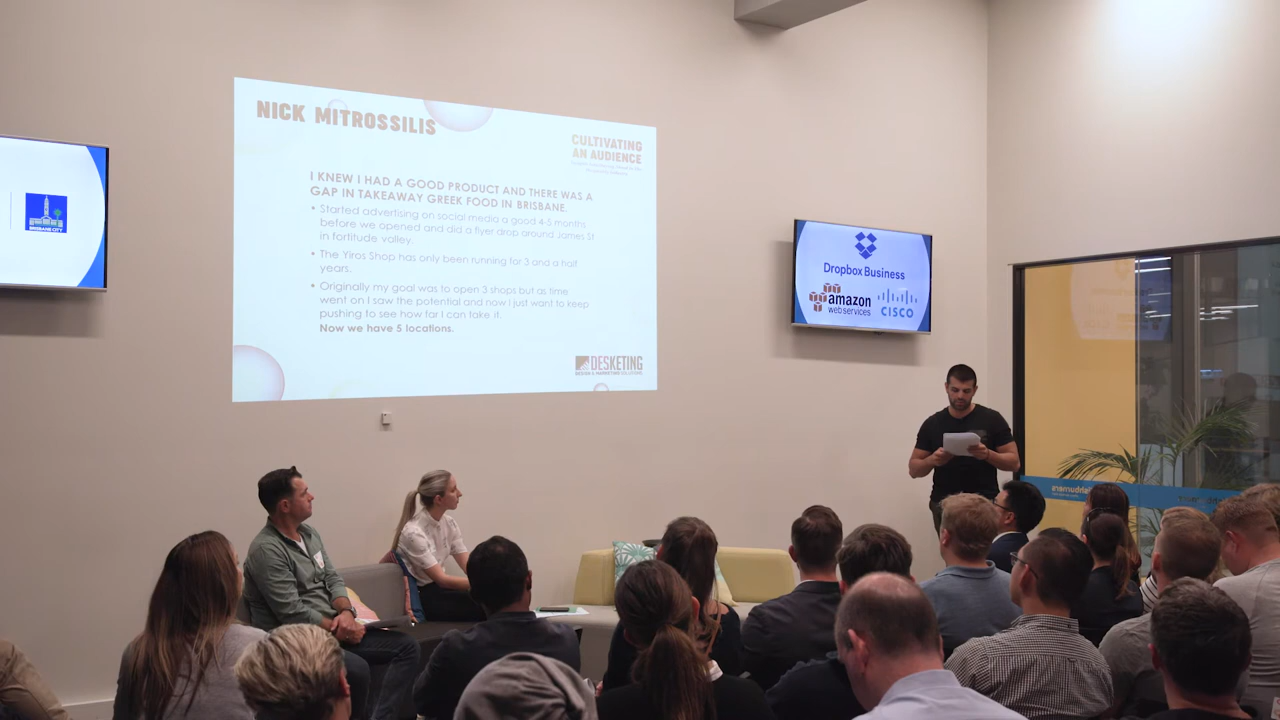 NICK MITROSSILIS
CULTIVATING
AN AUDIENCE
I KNEW I HAD A GOOD PRODUCT AND THERE WAS A
GAP IN TAKEAWAY GREEK FOOD IN BRISBANE.
• Started advertising on social media a good 4-5 months
before we opened and did a flyer drop around James St
in fortitude valley.
• The Yiros Shop has only been running for 3 and a half
years.
• Originally my goal was to open 3 shops but as time
went on I saw the potential and now I just want to keep
pushing to see how far I can take it.
Now we have 5 locations.
DESKETING
DESIGN & MARKETING SOLUTIONS
BRISBANE CITY
Dropbox Business
amazon
web services
CISCO